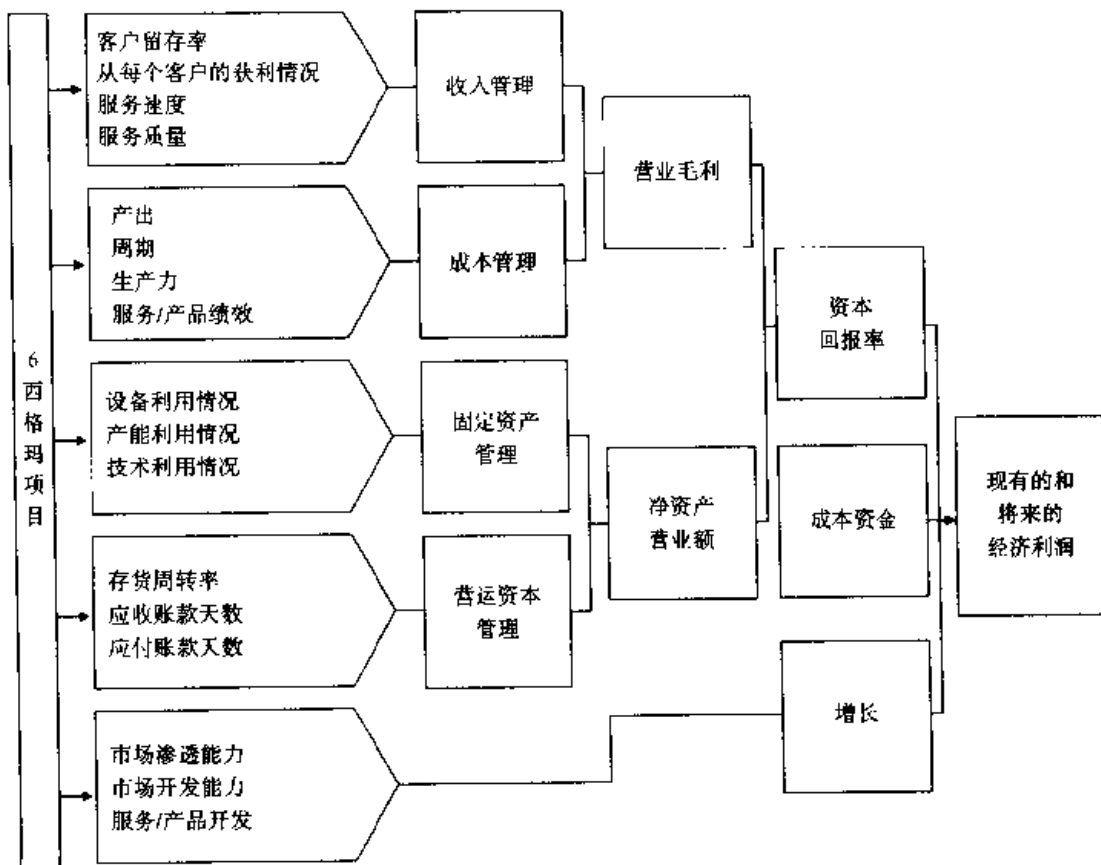 6西格玛项目
客户留存率
从每个客户的获利情况
服务速度
服务质量
收入管理
产出
周期
生产力
服务/产品绩效
成本管理
营业毛利
设备利用情况
产能利用情况
技术利用情况
固定资产
管理
存货周转率
应收账款天数
应付账款天数
营运资本
管理
净资产
营业额
资本
回报率
成本资金
市场渗透能力
市场开发能力
服务/产品开发
增长
现有的和
将来的
经济利润